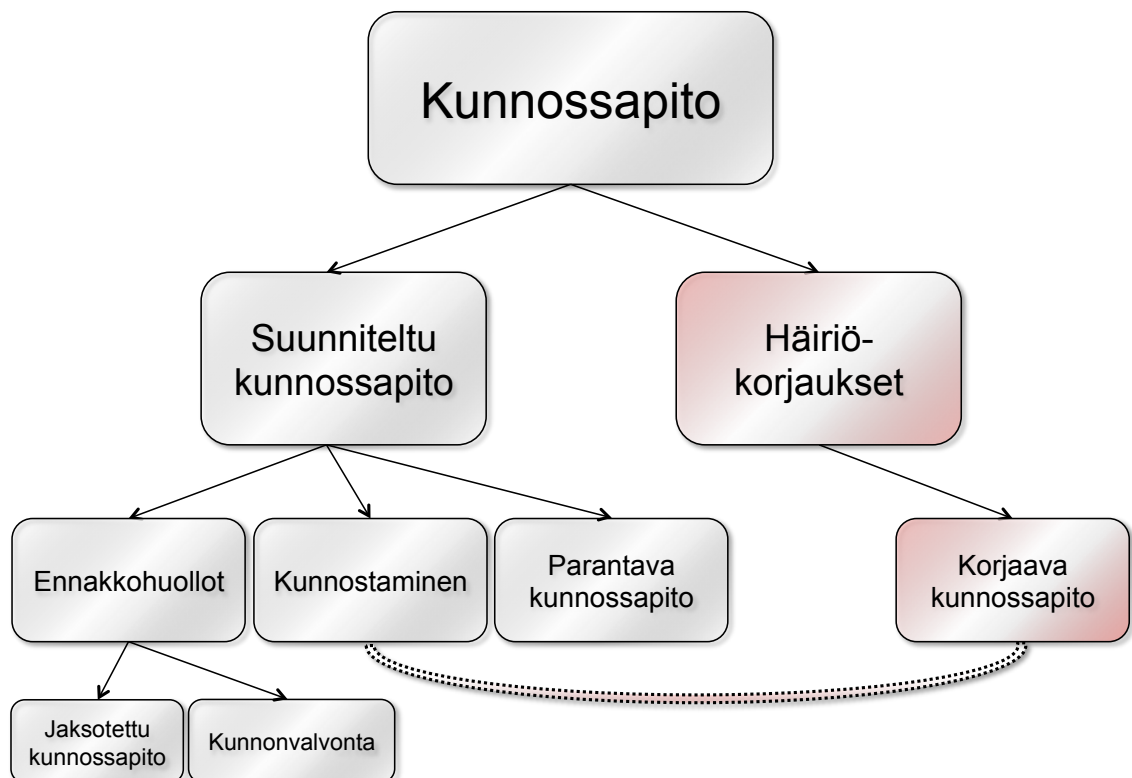 Kunnossapito
Suunniteltu
kunnossapito
Häiriö-
korjaukset
Ennakkohuollot
Kunnostaminen
Parantava
kunnossapito
Korjaava
kunnossapito
Jaksotettu
kunnossapito
Kunnonvalvonta